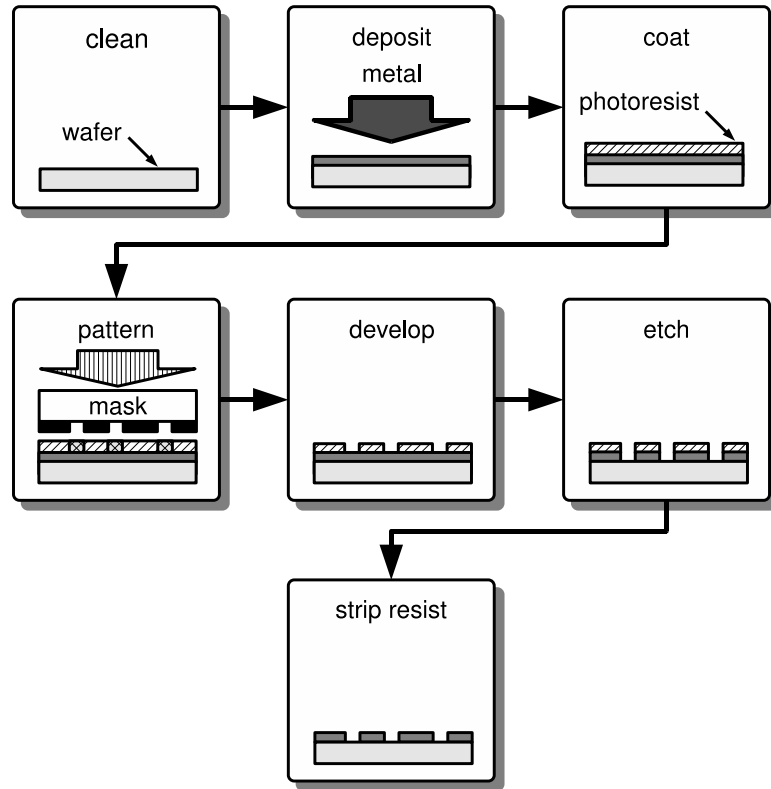 clean
wafer
deposit
metal
coat
photoresist
pattern
mask
develop
etch
strip resist